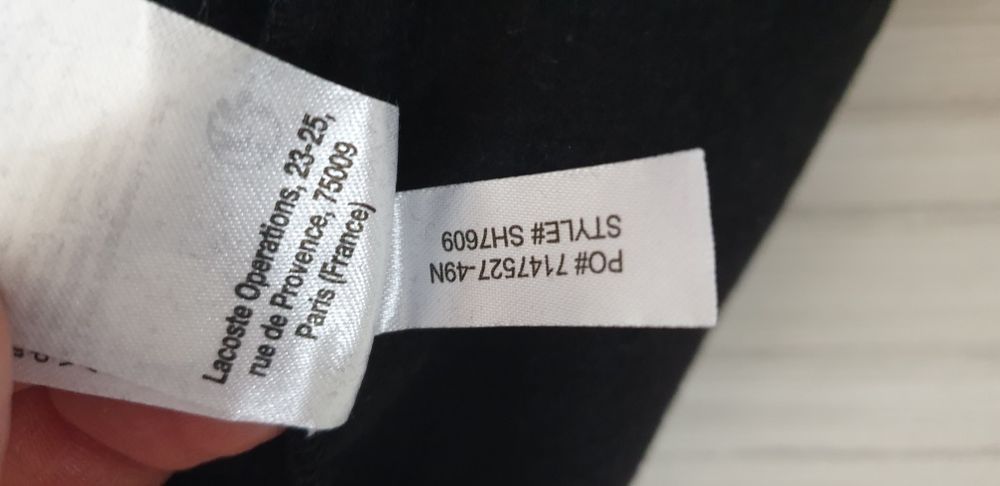 Lacoste Operations, 23-25,
rue de Provence, 75009
Paris (France)
PO# 7147527-49N
STYLE# SH7609